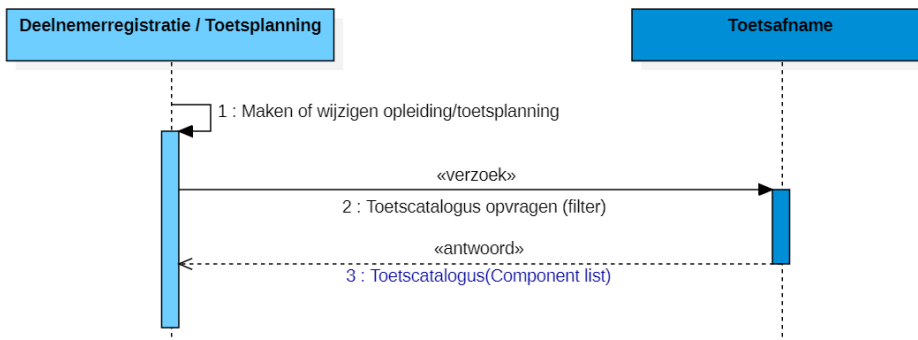 Deelnemerregistratie / Toetsplanning
Toetsafname
1 : Maken of wijzigen opleiding/toetsplanning
«verzoek»
2 : Toetscatalogus opvragen (filter)
«antwoord»
3 : Toetscatalogus(Component list)